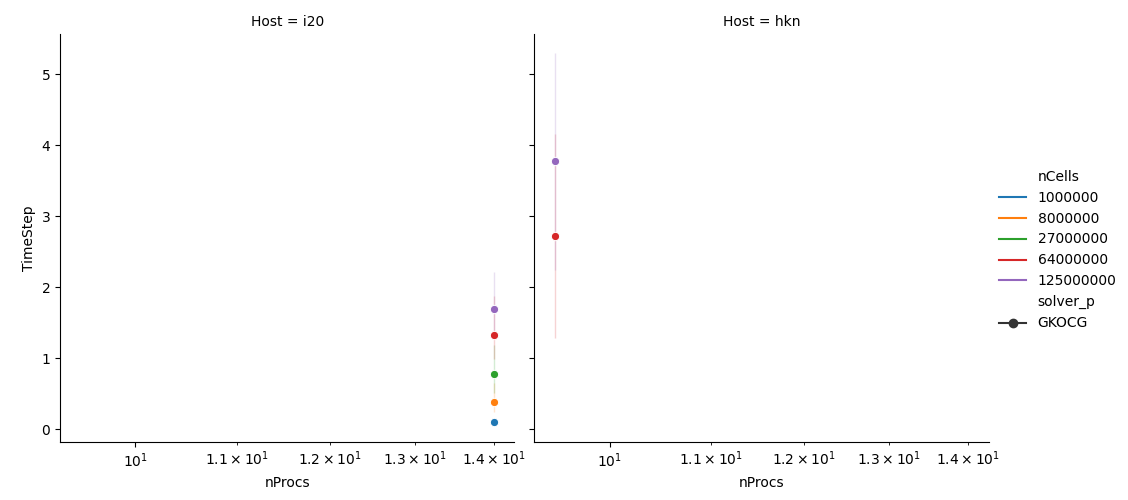 Host = i20
Host = hkn
TimeStep
5
4
3
2
1
0
10¹
1.1 × 10¹
1.2 × 10¹
1.3 × 10¹
1.4 × 10¹
nProcs
10¹
1.1 × 10¹
1.2 × 10¹
1.3 × 10¹
1.4 × 10¹
nProcs
nCells
1000000
8000000
27000000
64000000
125000000
solver_p
GKOCG